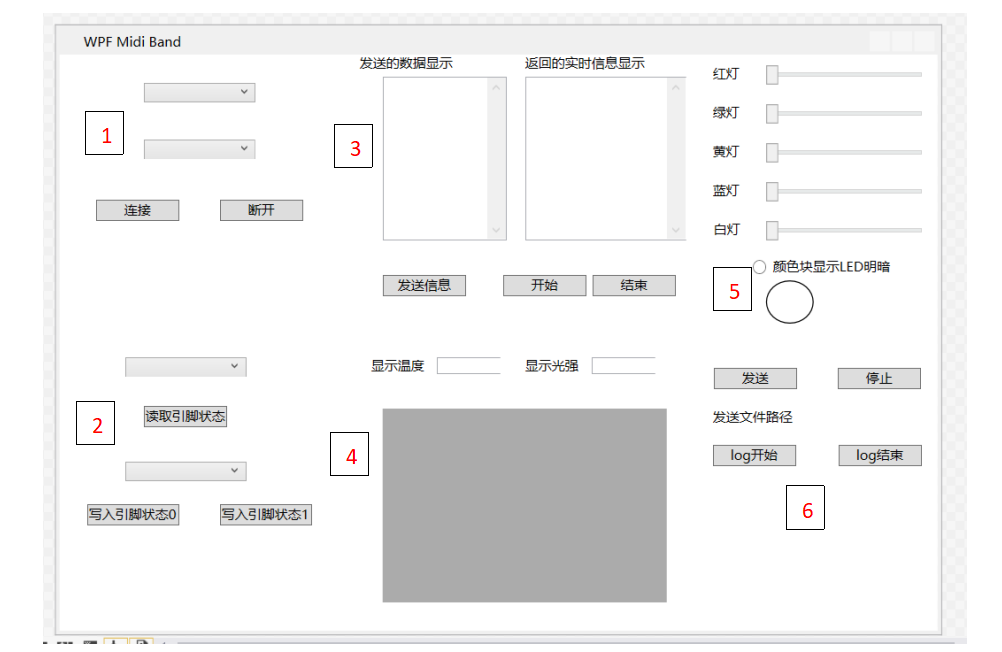 WPF Midi Band
1
连接
断开
发送的数据显示
返回的实时信息显示
3
发送信息
开始
结束
红灯
绿灯
黄灯
蓝灯
白灯
颜色块显示LED明暗
5
2
读取引脚状态
写入引脚状态0
写入引脚状态1
显示温度
显示光强
4
发送
停止
发送文件路径
log开始
log结束
6